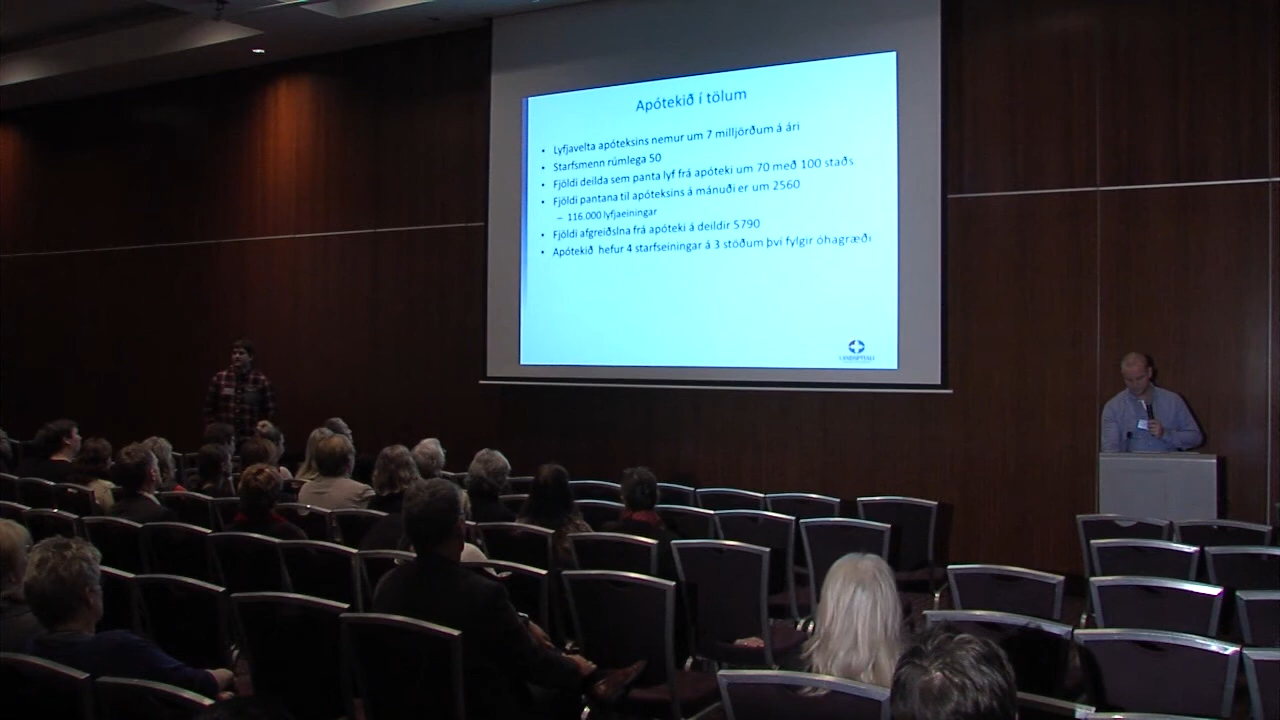 Apótekið í tölum
• Lyfjavelta apóteksins nemur um 7 milljörðum á ári
• Starfsmenn rúmlega 50
• Fjöldi deilda sem panta lyf frá apóteki um 70 með 100 staðs
• Fjöldi pantana til apóteksins á mánuði er um 2560
– 116.000 lyfjaeiningar
• Fjöldi afgreiðslna frá apóteki á deildir 5790
• Apótekið hefur 4 starfseiningar á 3 stöðum því fylgir óhagræði
LANDSPÍTALI